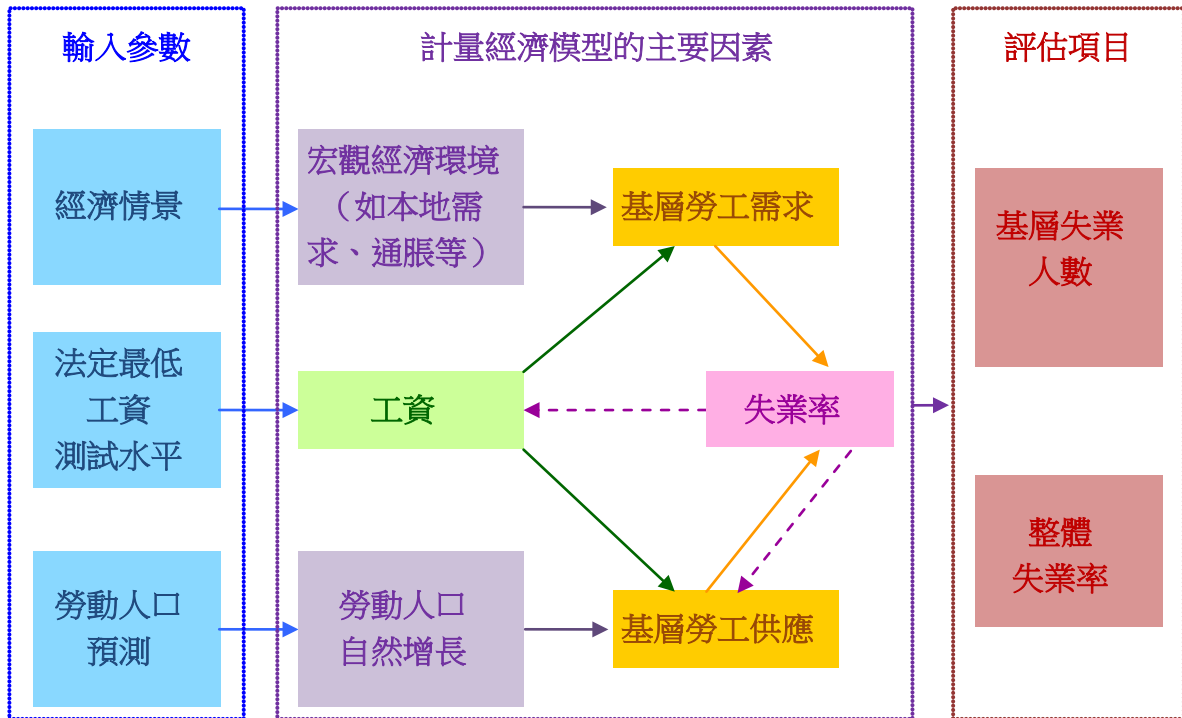 輸入參數
經濟情景
法定最低
工資
測試水平
勞動人口
預測
計量經濟模型的主要因素
宏觀經濟環境
（如本地需
求、通脹等）
基層勞工需求
工資
失業率
勞動人口
自然增長
基層勞工供應
評估項目
基層失業
人數
整體
失業率